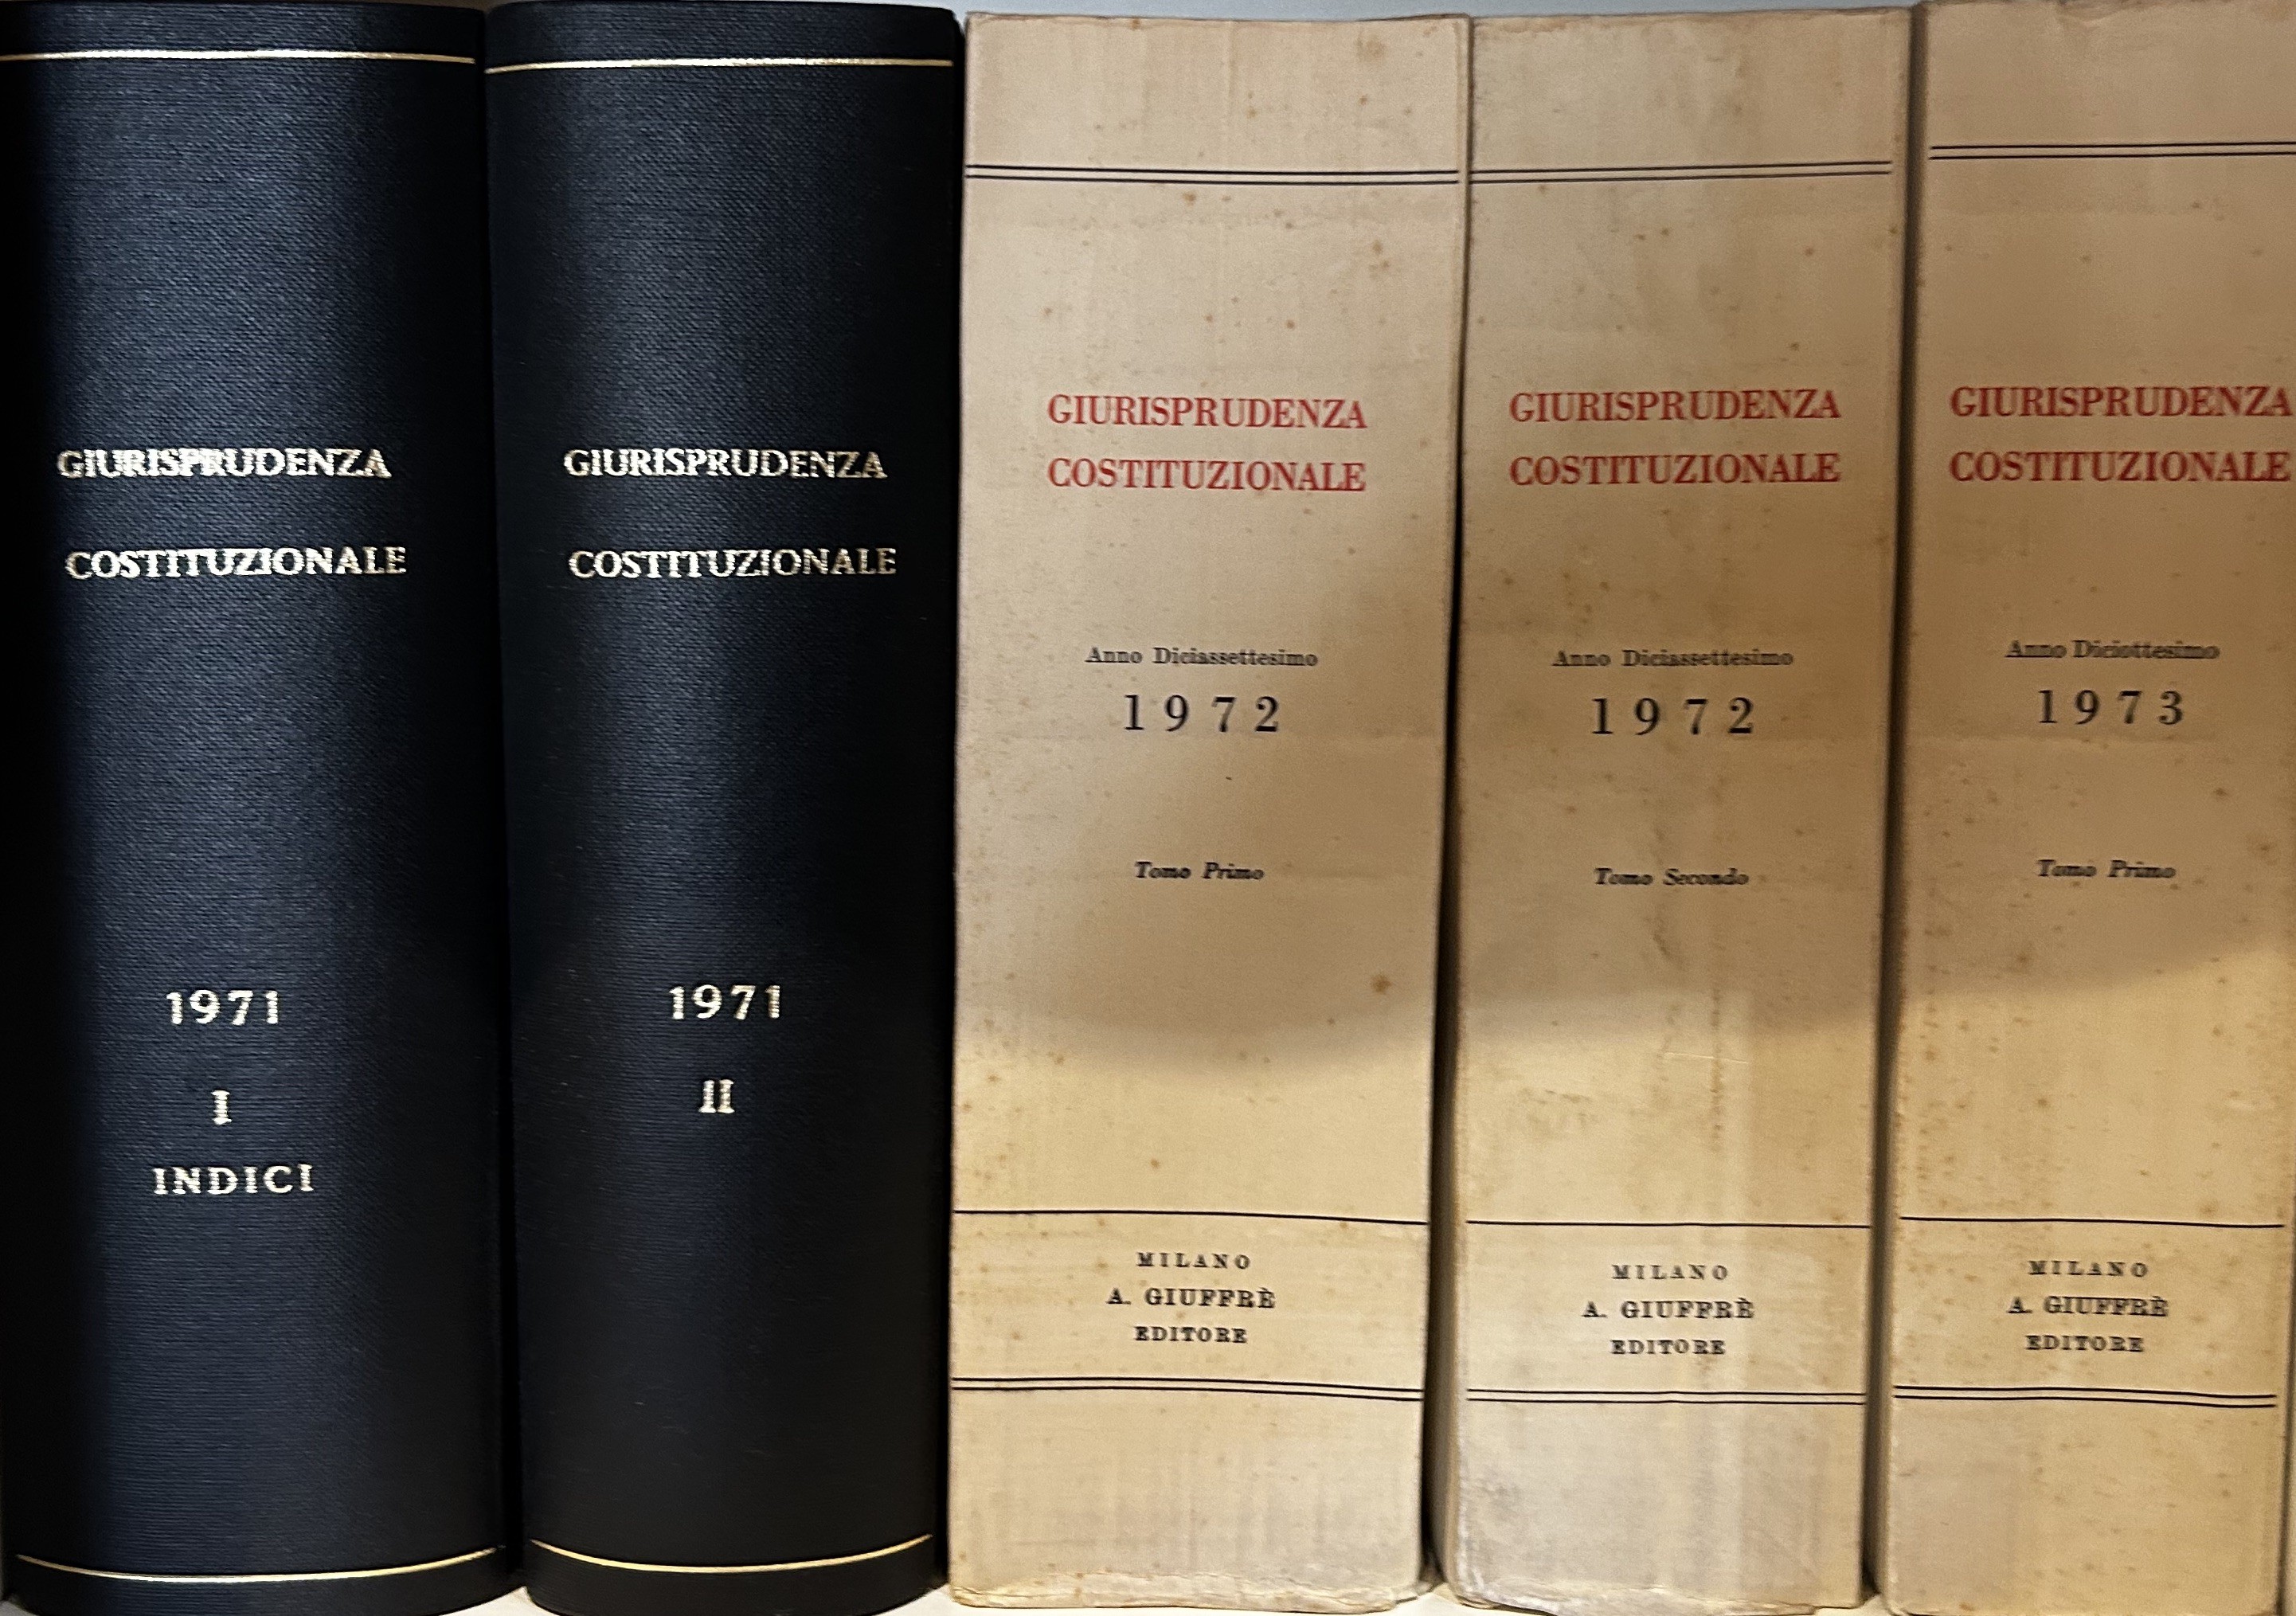 GIURISPRUDENZA
COSTITUZIONALE
1971
I
INDICI
GIURISPRUDENZA
COSTITUZIONALE
1971
II
GIURISPRUDENZA
COSTITUZIONALE
Anno Diciassettesimo
1972
Tomo Primo
MILANO
A. GIUFFRÈ
EDITORE
GIURISPRUDENZA
COSTITUZIONALE
Anno Diciassettesimo
1972
Tomo Secondo
MILANO
A. GIUFFRÈ
EDITORE
GIURISPRUDENZA
COSTITUZIONALE
Anno Diciottesimo
1973
Tomo Primo
MILANO
A. GIUFFRÈ
EDITORE